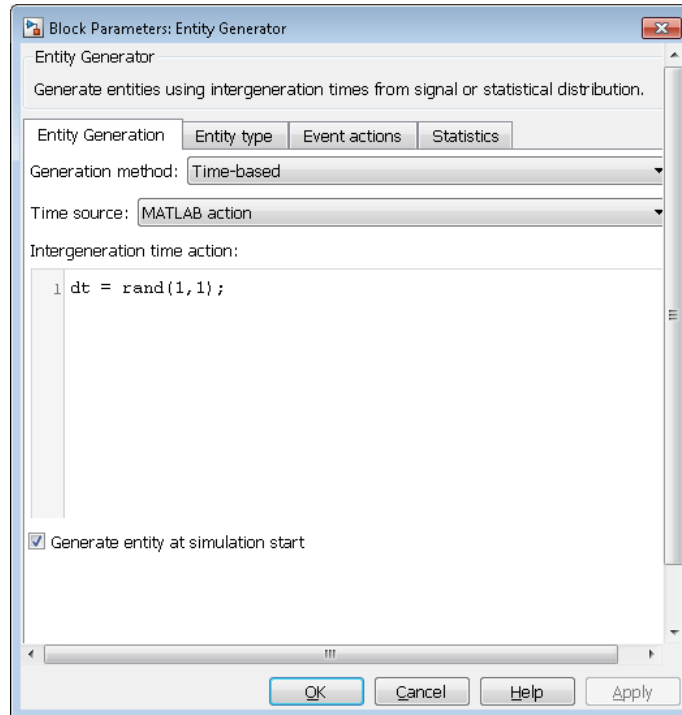 Block Parameters: Entity Generator
Entity Generator
Generate entities using intergeneration times from signal or statistical distribution.
Entity Generation Entity type Event actions Statistics
Generation method: Time-based
Time source: MATLAB action
Intergeneration time action:
1 dt = rand(1,1);
Generate entity at simulation start
OK Cancel Help Apply